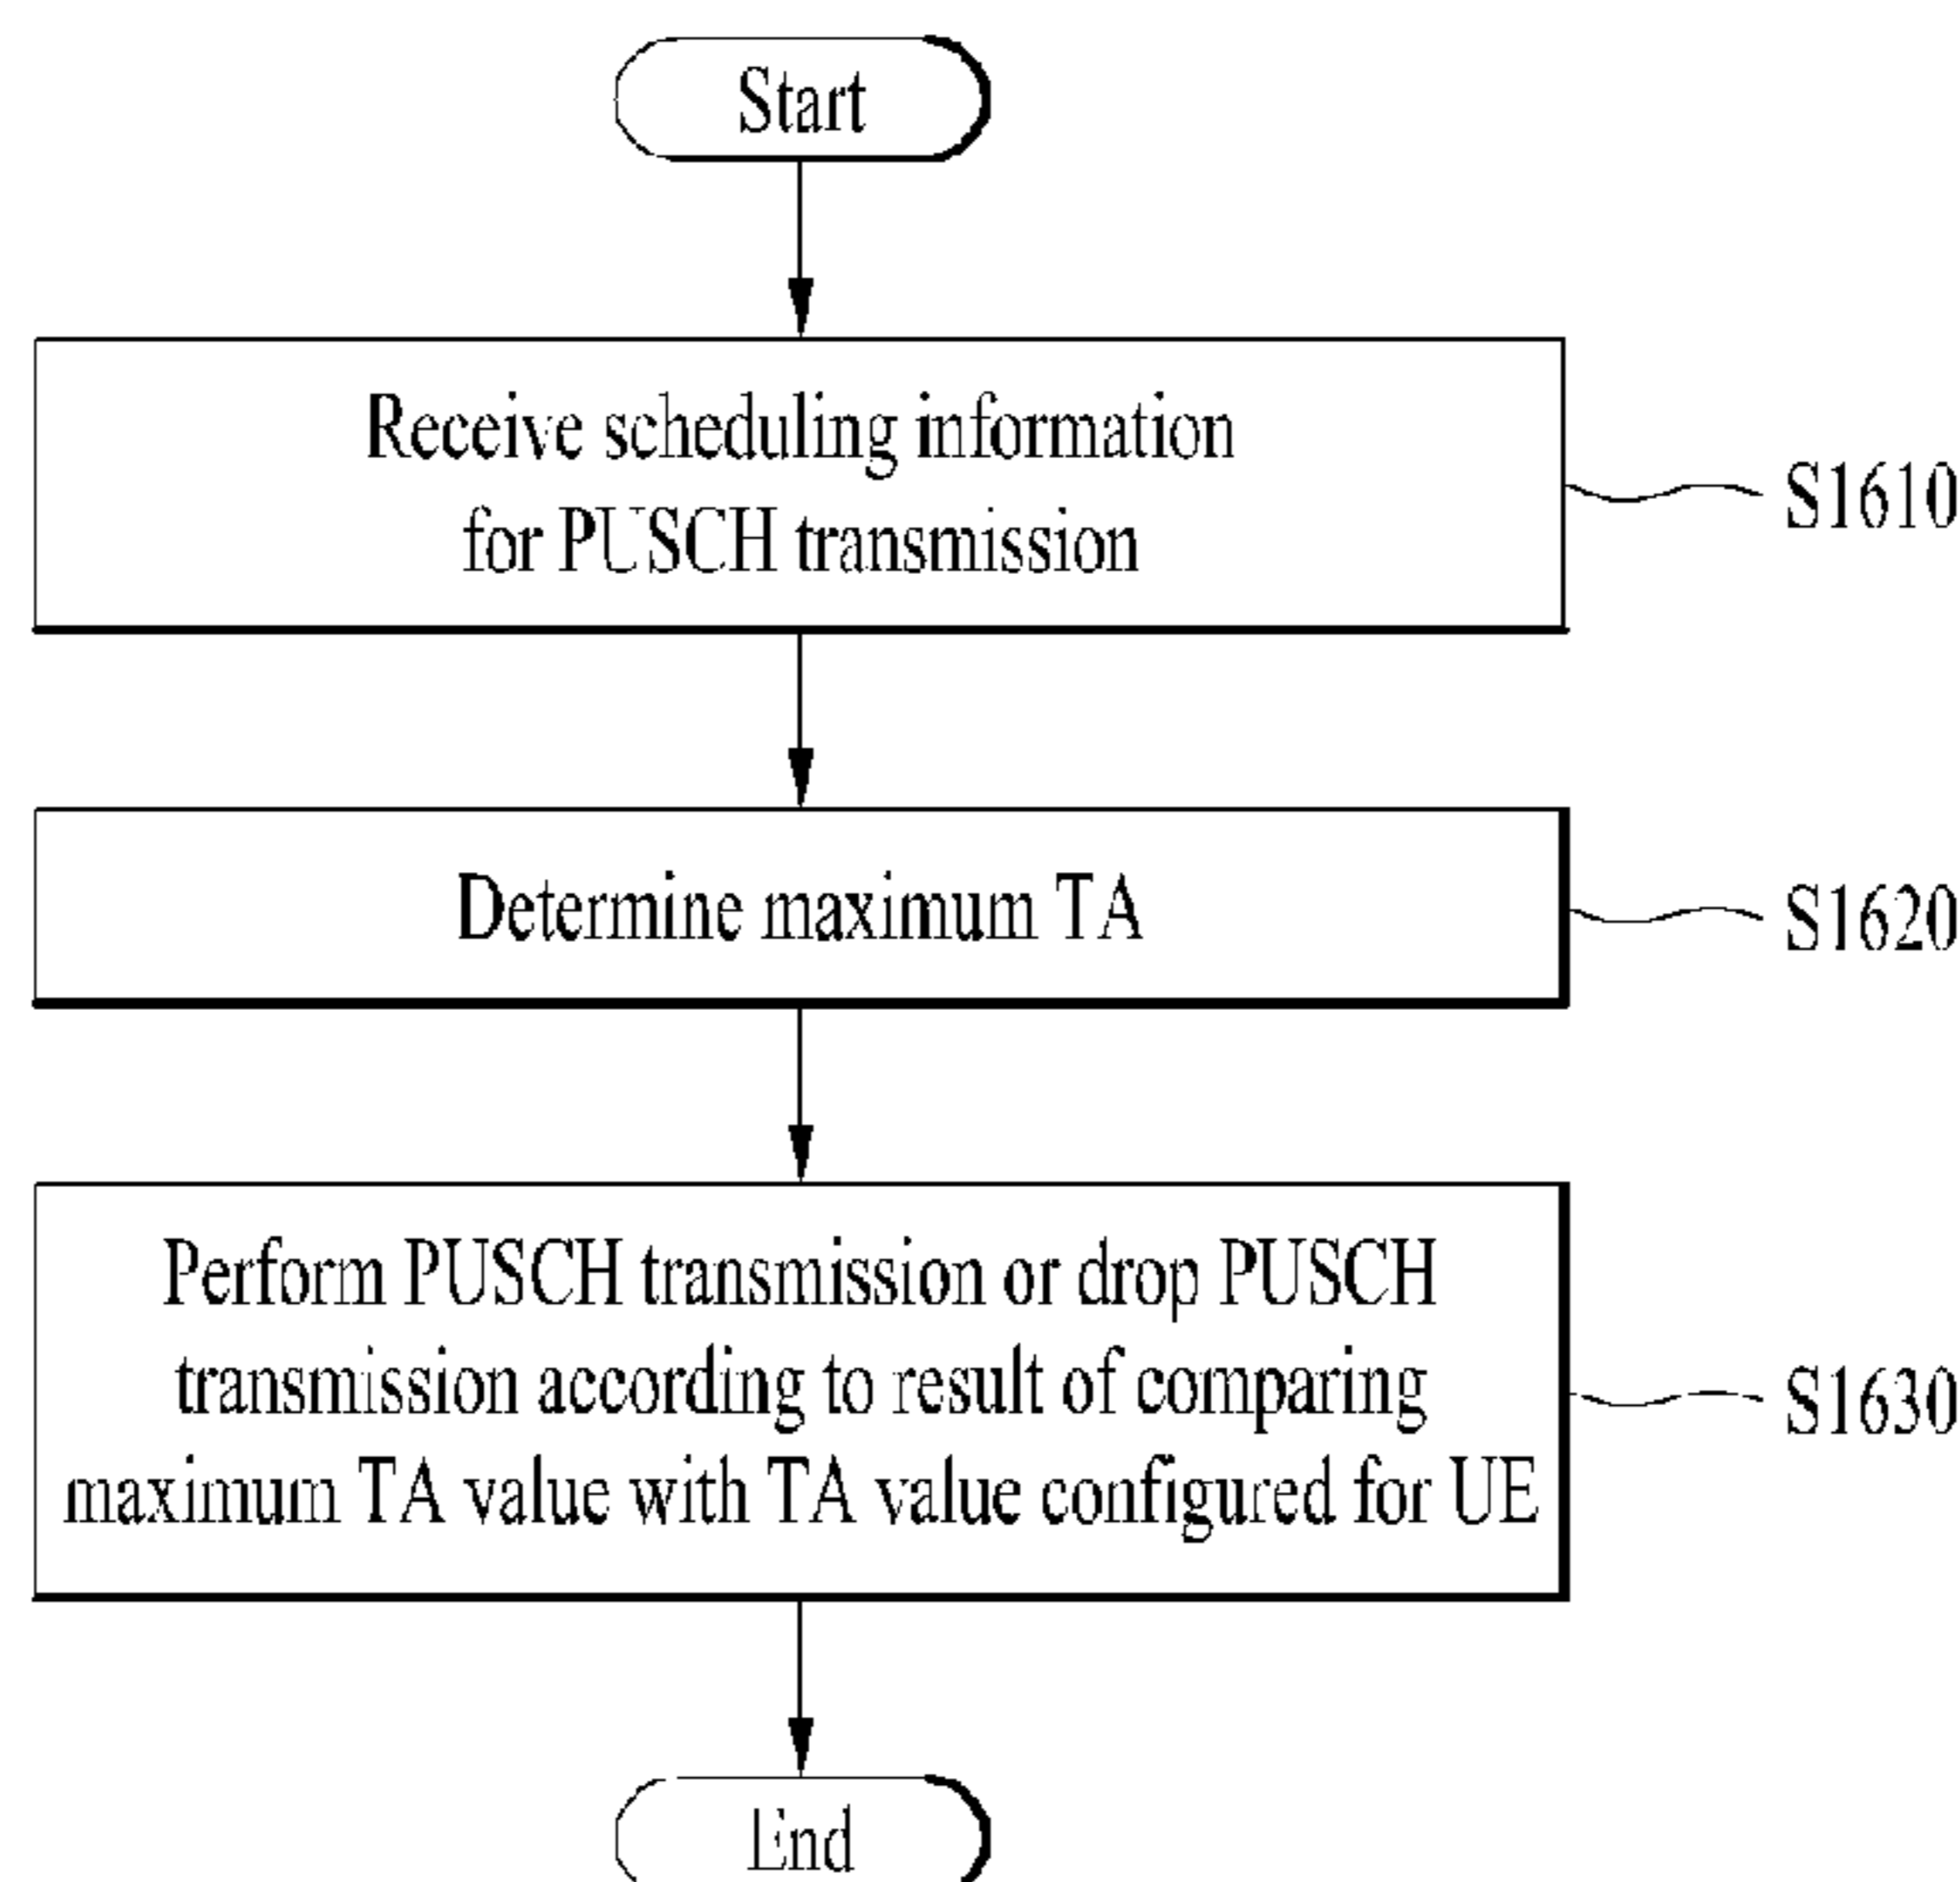 Start
Receive scheduling information
for PUSCH transmission
S1610
Determine maximum TA
S1620
Perform PUSCH transmission or drop PUSCH
transmission according to result of comparing
maximum TA value with TA value configured for UE
S1630
End